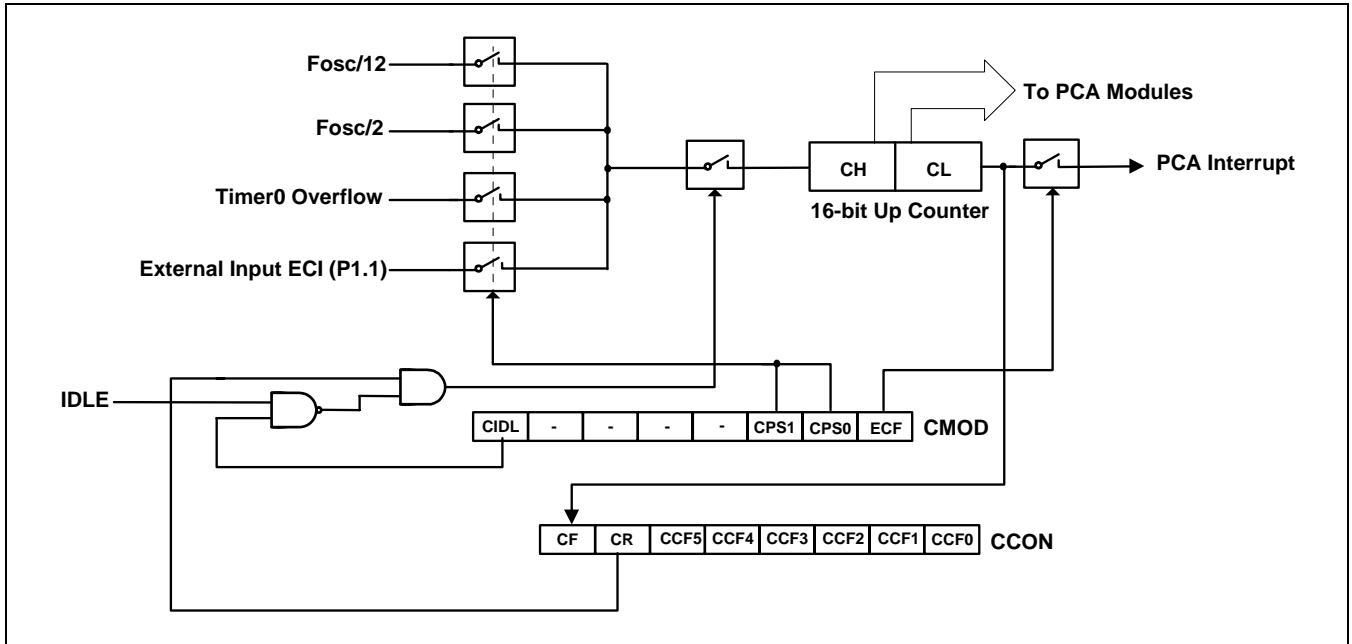 Fosc/12
Fosc/2
Timer0 Overflow
External Input ECI (P1.1)
To PCA Modules
CH CL
16-bit Up Counter
PCA Interrupt
IDLE
CIDL - - - - CPS1 CPS0 ECF CMOD
CF CR CCF5 CCF4 CCF3 CCF2 CCF1 CCF0 CCON